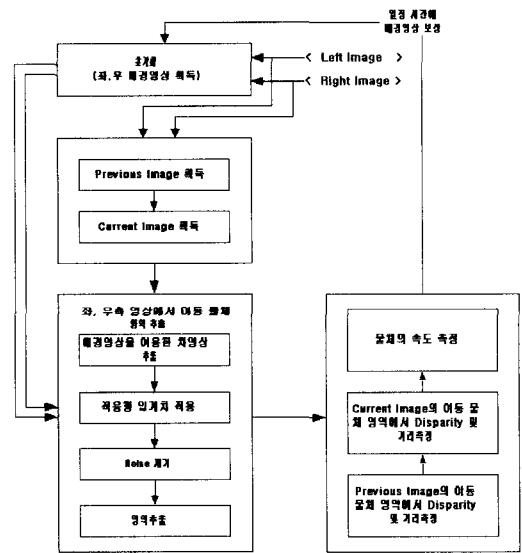 일정 시간에
배경영상 보정
초기화
(좌,우 배경영상 획득)
< Left Image >
< Right Image >
Previous Image 획득
Current Image 획득
좌, 우측 영상에서 이동 물체
영역 추출
배경영상을 이용한 차영상
추출
적응형 임계치 적용
Noise 제거
영역추출
물체의 속도 측정
Current Image의 이동 물
체 영역에서 Disparity 및
거리측정
Previous Image의 이동
물체 영역에서 Disparity
및 거리측정